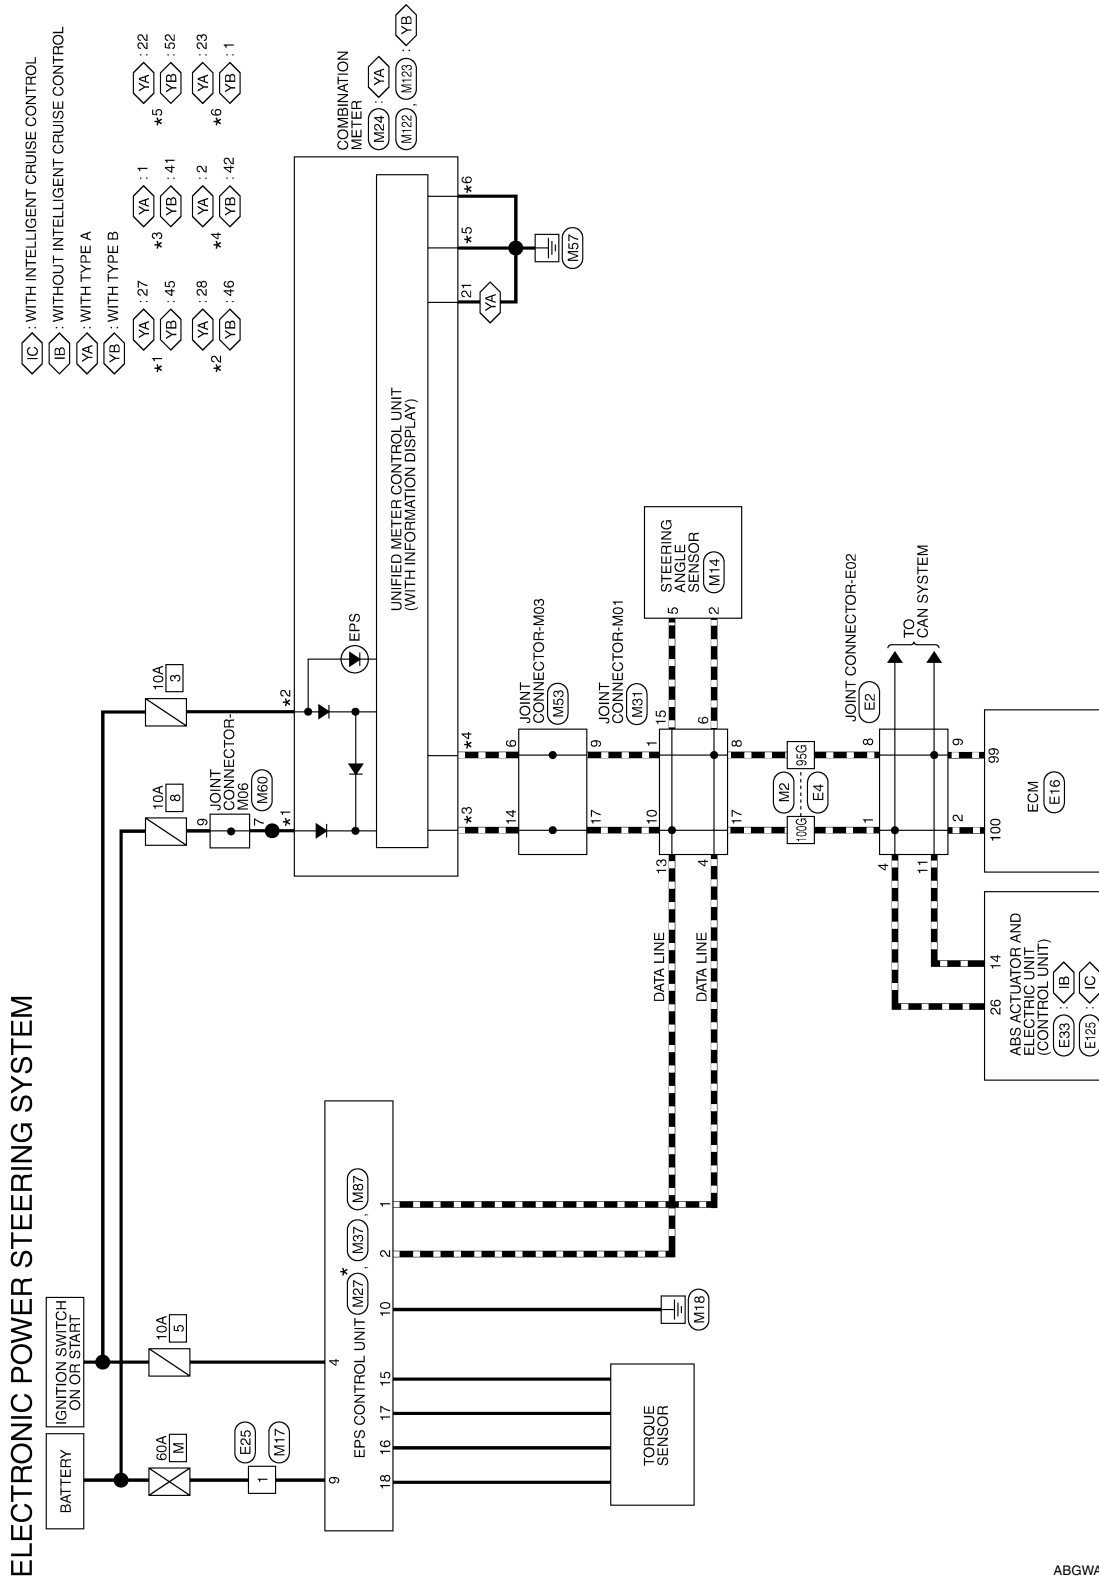 ELECTRONIC POWER STEERING SYSTEM
IC : WITH INTELLIGENT CRUISE CONTROL
IB : WITHOUT INTELLIGENT CRUISE CONTROL
YA : WITH TYPE A
YB : WITH TYPE B
*1 YA : 27
YB : 45
*2 YA : 28
YB : 46
*3 YA : 1
YB : 41
*4 YA : 2
YB : 42
*5 YA : 22
YB : 52
*6 YA : 23
YB : 1
BATTERY
IGNITION SWITCH
ON OR START
60A
M
10A
5
10A
8
10A
3
E25
1
M17
9
JOINT
CONNECTOR-
M06
M60
7
*1
*2
COMBINATION
METER
M24 : YA
M122 , M123 : YB
EPS
UNIFIED METER CONTROL UNIT
(WITH INFORMATION DISPLAY)
*3
*4
21
*5
*6
YA
M57
9
4
EPS CONTROL UNIT M27 * , M37 , M87
18
16
17
15
10
2
1
TORQUE
SENSOR
M18
DATA LINE
DATA LINE
14
6
JOINT
CONNECTOR-M03
M53
17
9
JOINT
CONNECTOR-M01
M31
10
1
13
4
15
6
17
8
STEERING
ANGLE
SENSOR
M14
5
2
100G
95G
M2
E4
JOINT CONNECTOR-E02
E2
1
8
4
11
2
9
TO
CAN SYSTEM
26
14
ABS ACTUATOR AND
ELECTRIC UNIT
(CONTROL UNIT)
E33 : IB
E125 : IC
100
99
ECM
E16
ABGWA